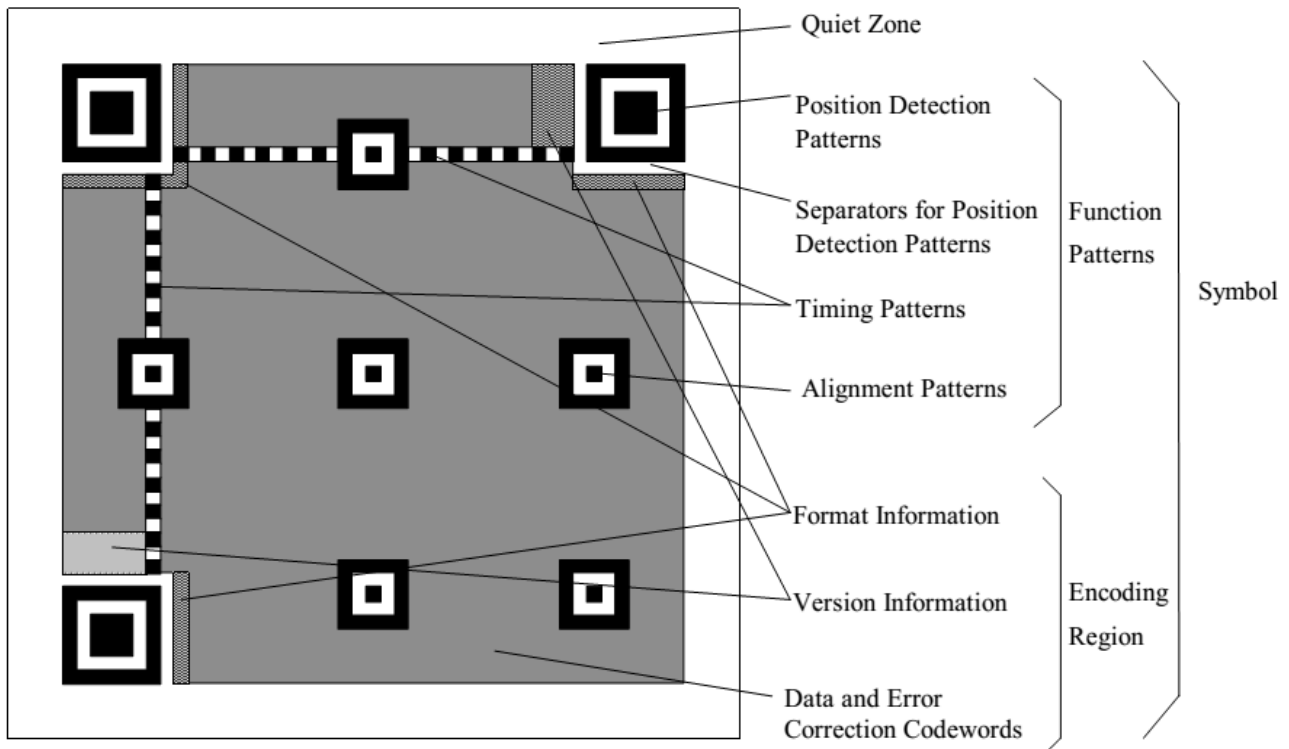 Quiet Zone
Position Detection
Patterns
Separators for Position
Detection Patterns
Timing Patterns
Alignment Patterns
Format Information
Version Information
Data and Error
Correction Codewords
Function
Patterns
Encoding
Region
Symbol